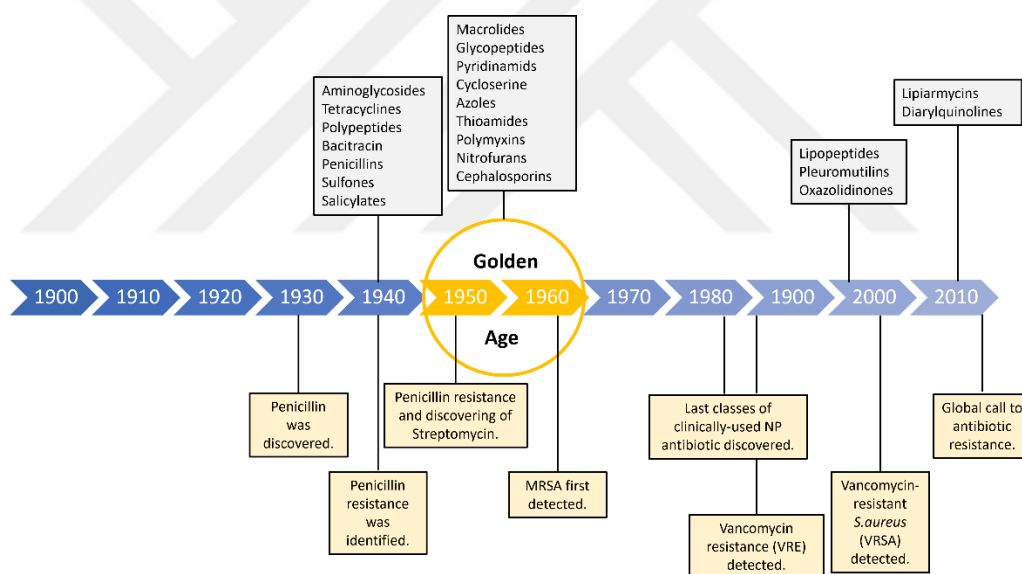 Macrolides
Glycopeptides
Pyridinamids
Cycloserine
Azoles
Thioamides
Polymyxins
Nitrofurans
Cephalosporins
Aminoglycosides
Tetracyclines
Polypeptides
Bacitracin
Penicillins
Sulfones
Salicylates
Lipiarmycins
Diarylquinolines
Lipopeptides
Pleuromutilins
Oxazolidinones
Golden
1900 1910 1920 1930 1940 1950 1960 1970 1980 1900 2000 2010
Age
Penicillin
was
discovered.
Penicillin resistance
and discovering of
Streptomycin.
Last classes of
clinically-used NP
antibiotic discovered.
Global call to
antibiotic
resistance.
Penicillin
resistance
was
identified.
MRSA first
detected.
Vancomycin
resistance (VRE)
detected.
Vancomycin-
resistant
S.aureus
(VRSA)
detected.